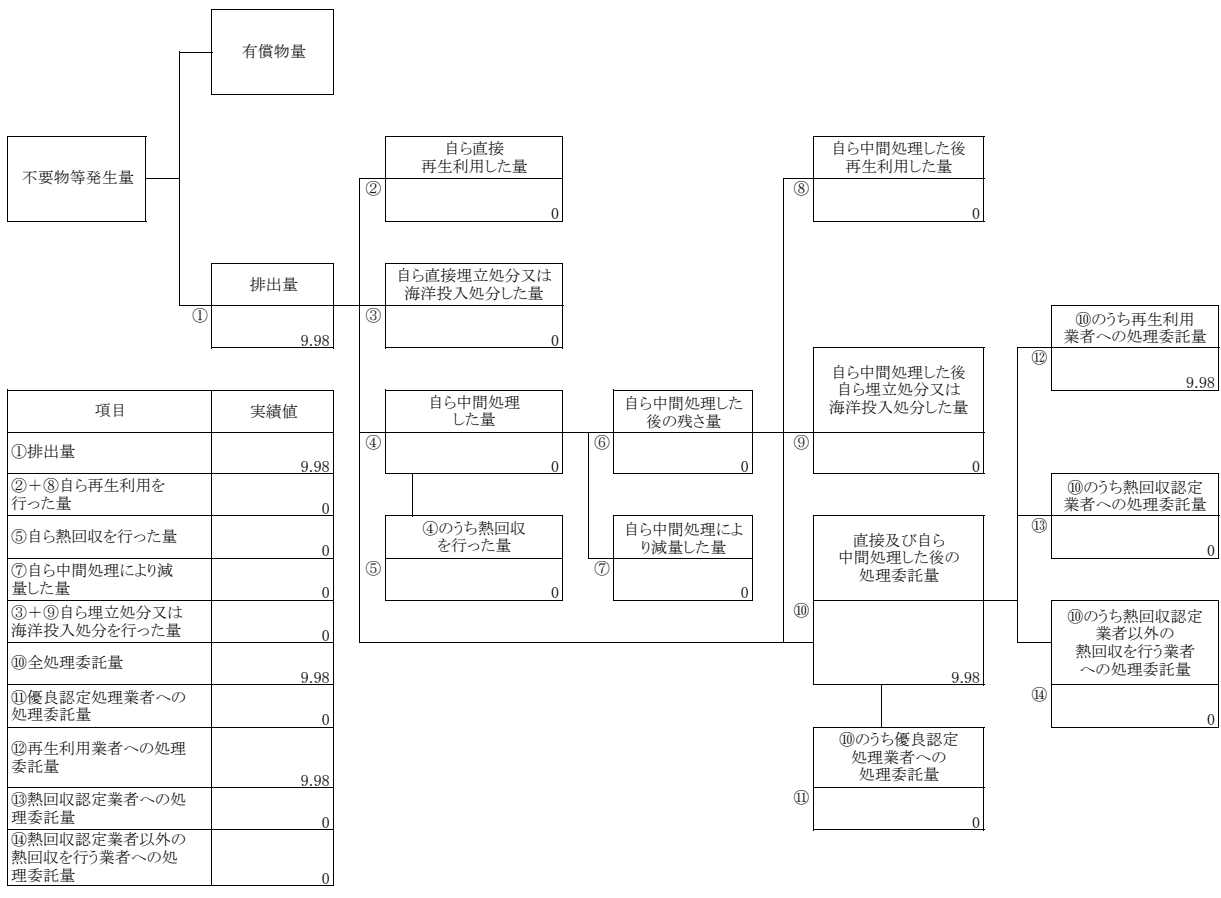 有償物量
不要物等発生量
排出量
①
9.98
自ら直接
再生利用した量
②
0
自ら直接埋立処分又は
海洋投入処分した量
③
0
自ら中間処理
した量
④
0
④のうち熱回収
を行った量
⑤
0
自ら中間処理した
後の残さ量
⑥
0
自ら中間処理によ
り減量した量
⑦
0
自ら中間処理した後
再生利用した量
⑧
0
自ら中間処理した後
自ら埋立処分又は
海洋投入処分した量
⑨
0
直接及び自ら
中間処理した後の
処理委託量
⑩
9.98
⑩のうち優良認定
処理業者への
処理委託量
⑪
0
⑩のうち再生利用
業者への処理委託量
⑫
9.98
⑩のうち熱回収認定
業者への処理委託量
⑬
0
⑩のうち熱回収認定
業者以外の
熱回収を行う業者
への処理委託量
⑭
0
項目 実績値
①排出量
9.98
②＋⑧自ら再生利用を
行った量
0
⑤自ら熱回収を行った量
0
⑦自ら中間処理により減
量した量
0
③＋⑨自ら埋立処分又は
海洋投入処分を行った量
0
⑩全処理委託量
9.98
⑪優良認定処理業者への
処理委託量
0
⑫再生利用業者への処理
委託量
9.98
⑬熱回収認定業者への処
理委託量
0
⑭熱回収認定業者以外の
熱回収を行う業者への処
理委託量
0